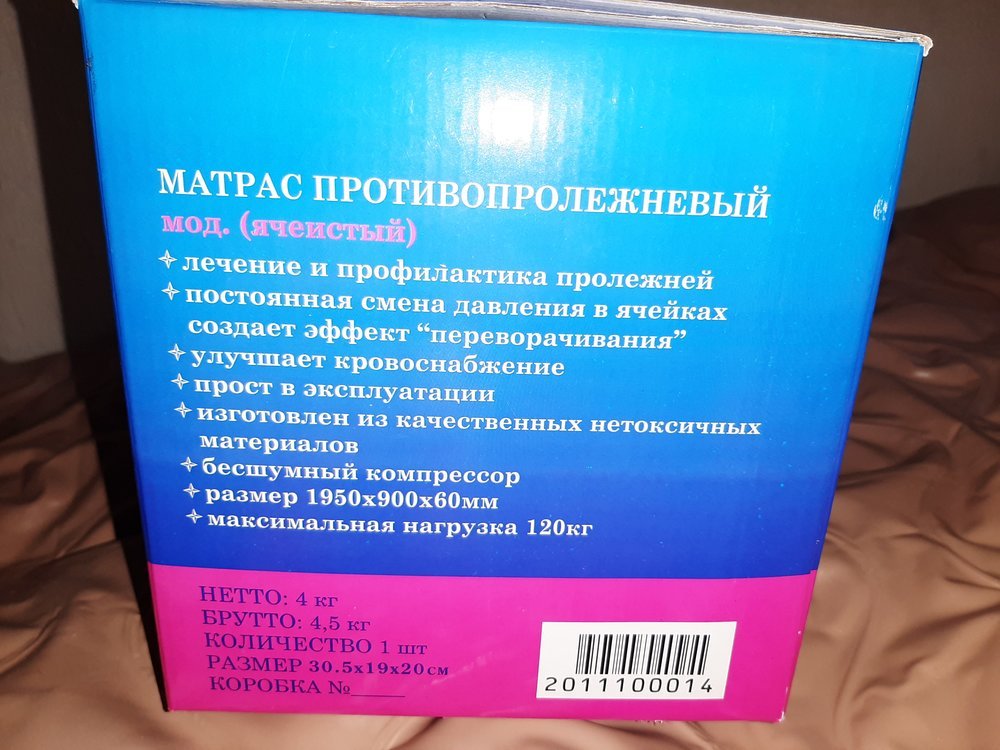 МАТРАС ПРОТИВОПРОЛЕЖНЕВЫЙ
мод. (ячеистый)
лечение и профилактика пролежней
постоянная смена давления в ячейках
создает эффект “переворачивания”
улучшает кровоснабжение
прост в эксплуатации
изготовлен из качественных нетоксичных
материалов
бесшумный компрессор
размер 1950х900х60мм
максимальная нагрузка 120кг
НЕТТО: 4 кг
БРУТТО: 4,5 кг
КОЛИЧЕСТВО 1 шт
РАЗМЕР 30.5х19х20см
КОРОБКА №_____
2011100014